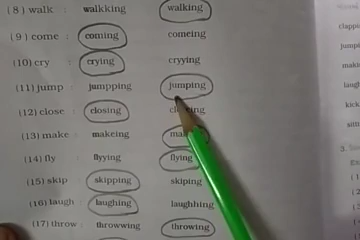 (8) walk : walkking walking
(9) come : coming comeing
(10) cry : crying cryying
(11) jump : jumpping jumping
(12) close : closing
(13) make : makeing
(14) fly : flyying flying
(15) skip : skipping skiping
(16) laugh : laughing laughhing
(17) throw : throwwing throwing